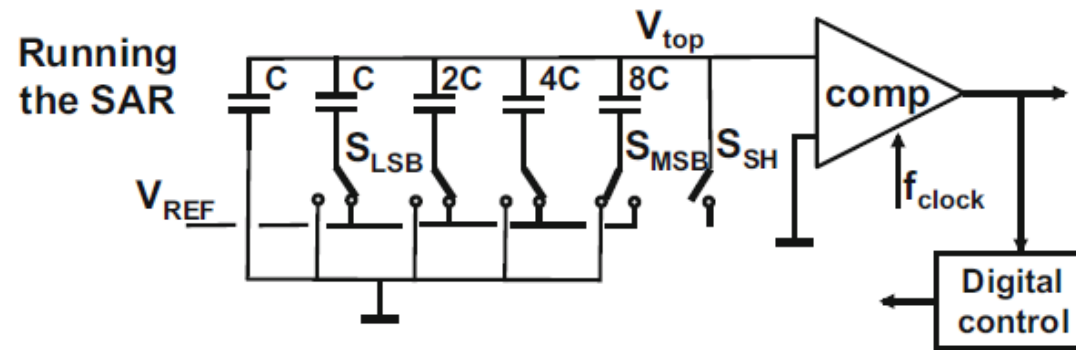 Running
the SAR
V_top
C
C
2C
4C
8C
comp
S_LSB
S_MSB
S_SH
V_REF
f_clock
Digital
control